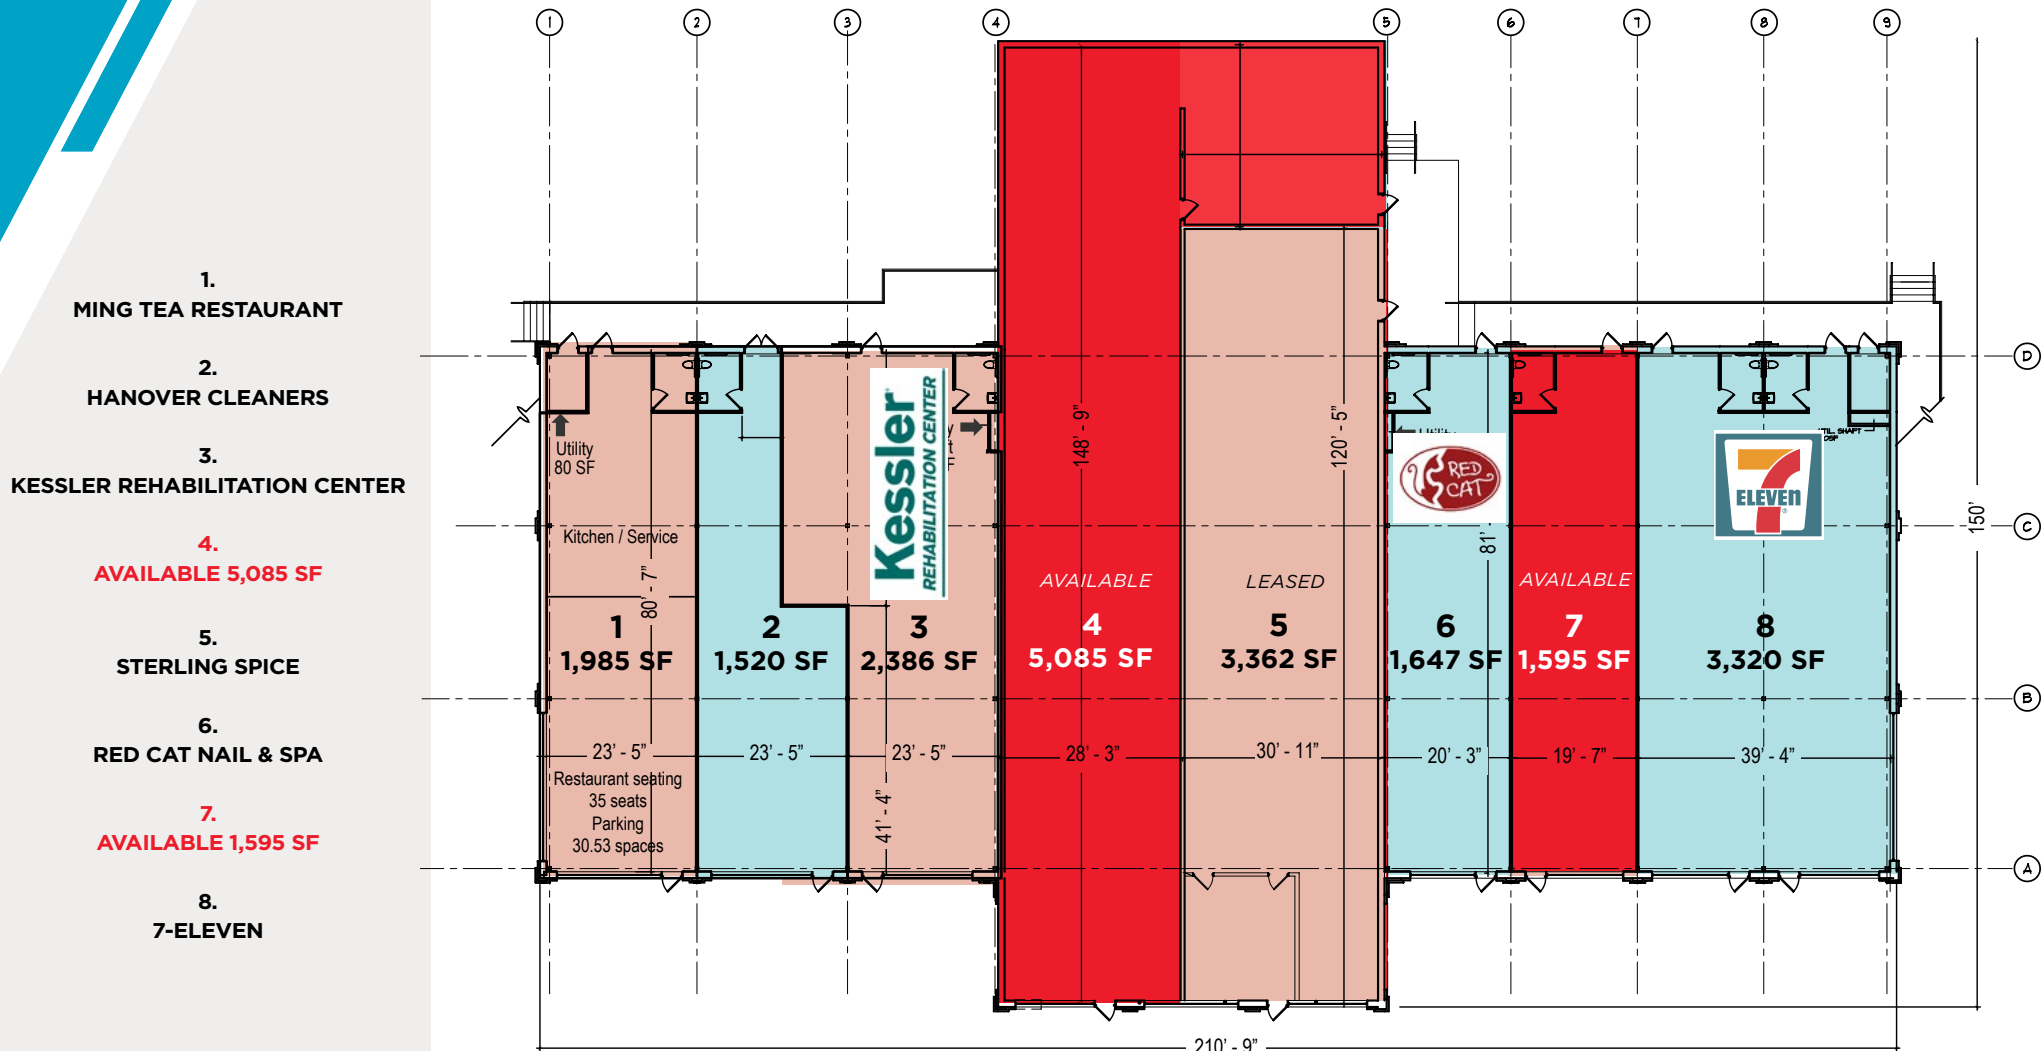 1.
MING TEA RESTAURANT
2.
HANOVER CLEANERS
3.
KESSLER REHABILITATION CENTER
4.
AVAILABLE 5,085 SF
5.
STERLING SPICE
6.
RED CAT NAIL & SPA
7.
AVAILABLE 1,595 SF
8.
7-ELEVEN
1
2
3
4
5
6
7
8
9
D
C
B
A
Utility
80 SF
Kitchen / Service
80' - 7"
1
1,985 SF
23' - 5"
Restaurant seating
35 seats
Parking
30.53 spaces
2
1,520 SF
23' - 5"
Kessler
REHABILITATION CENTER
3
2,386 SF
23' - 5"
41' - 4"
148' - 9"
AVAILABLE
4
5,085 SF
28' - 3"
120' - 5"
LEASED
5
3,362 SF
30' - 11"
RED
CAT
81'
6
1,647 SF
20' - 3"
AVAILABLE
7
1,595 SF
19' - 7"
SHAFT
7
ELEVEN
®
8
3,320 SF
39' - 4"
150'
210' - 9"